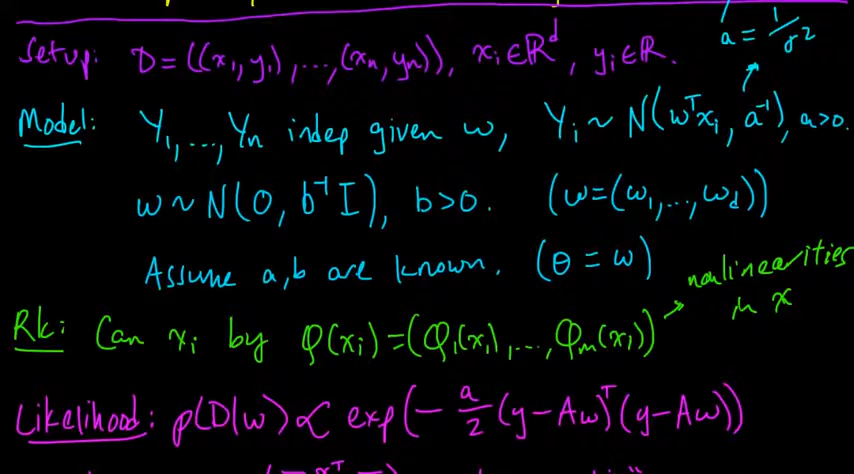 a = 1/σ²
Setup: D = ((x₁, y₁), ..., (xₙ, yₙ)), xᵢ ∈ ℝᵈ, yᵢ ∈ ℝ.
Model: Y₁, ..., Yₙ indep given w, Yᵢ ~ N(wᵀxᵢ, a⁻¹), a>0.
w ~ N(0, b⁻¹I), b>0. (w = (w₁, ..., w_d))
Assume a, b are known. (θ = w)
nonlinearities
in x
Rk: Can xᵢ by φ(xᵢ) = (φ₁(xᵢ), ..., φₘ(xᵢ))
Likelihood: p(D|w) ∝ exp(- a/2 (y - Aw)ᵀ(y - Aw))